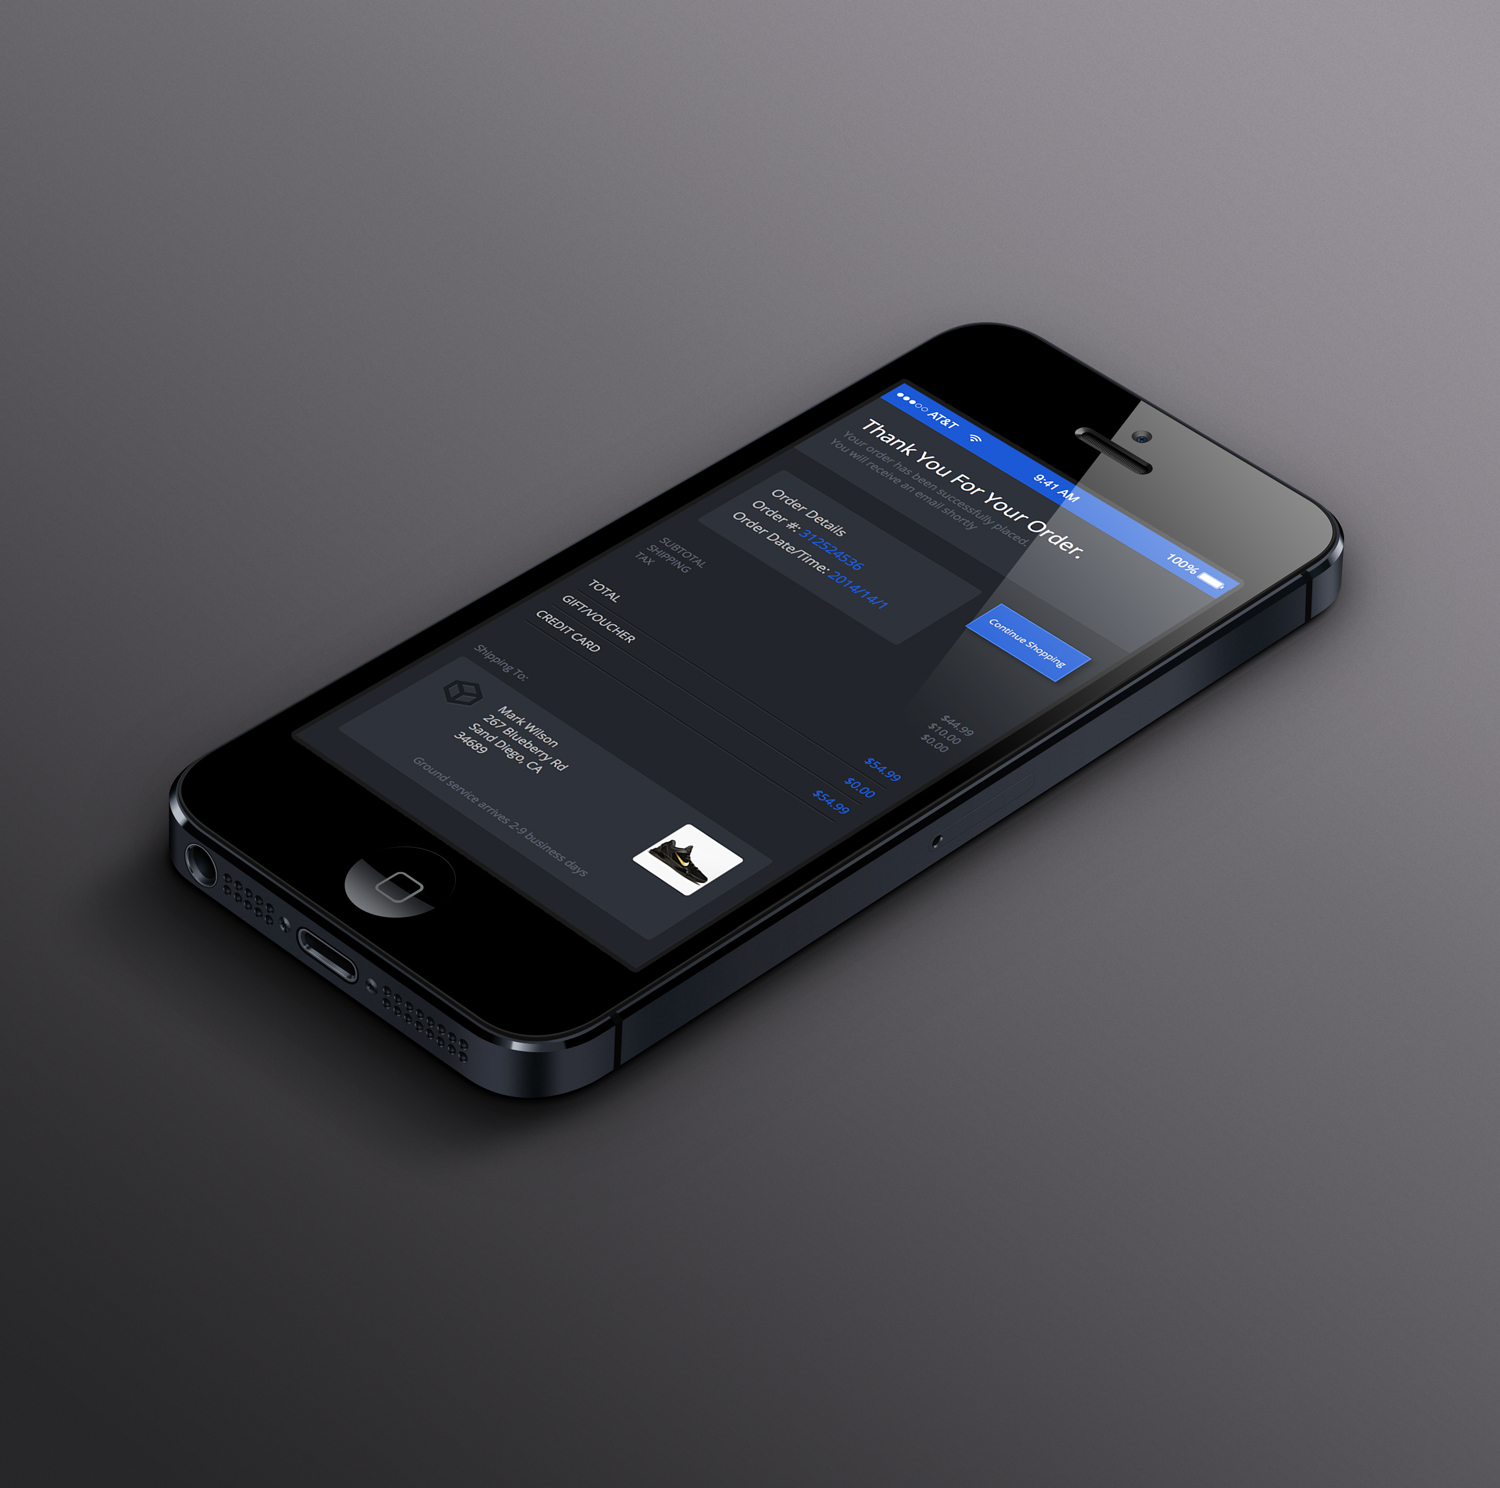 AT&T
9:41 AM
100%
Thank You For Your Order.
Your order has been successfully placed.
You will receive an email shortly
Order Details
Order #: 312524536
Order Date/Time: 2014/14/1
Continue Shopping
SUBTOTAL $44.99
SHIPPING $10.00
TAX $0.00
TOTAL $54.99
GIFT/VOUCHER $0.00
CREDIT CARD $54.99
Shipping To:
Mark Wilson
267 Blueberry Rd
Sand Diego, CA
34689
Ground service arrives 2-9 business days